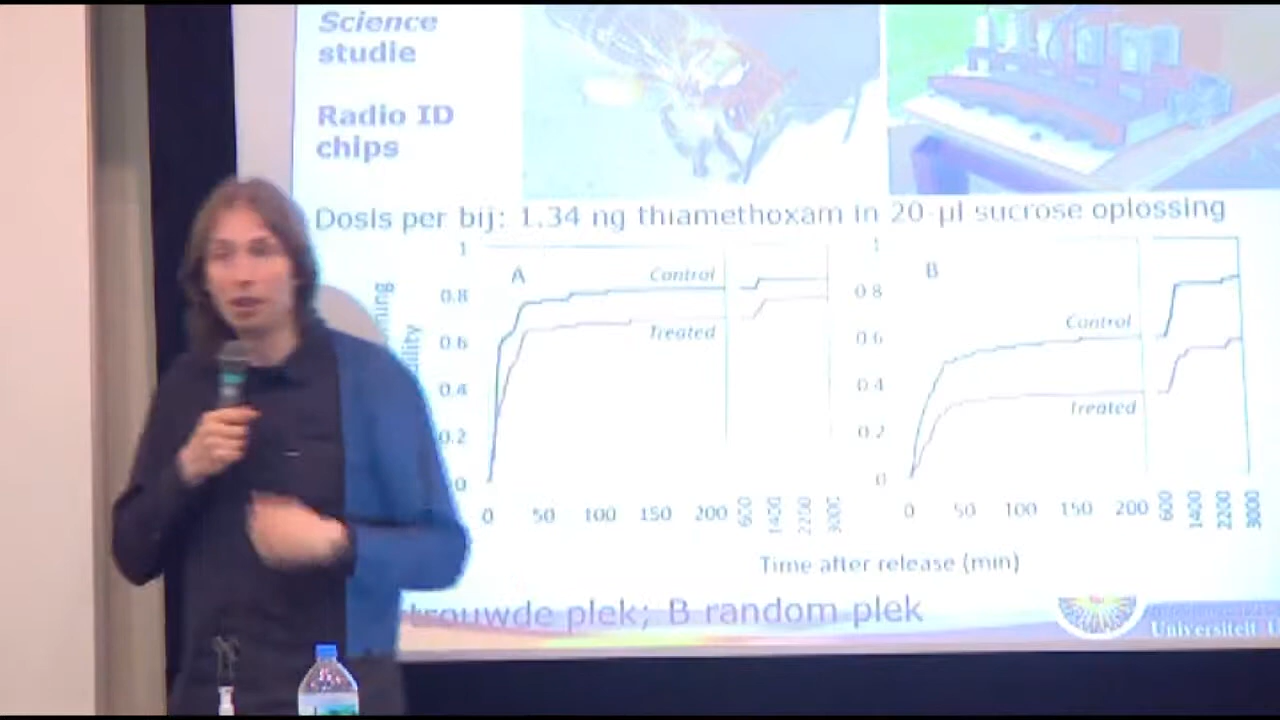 Science
studie
Radio ID
chips
Dosis per bij: 1.34 ng thiamethoxam in 20-µl sucrose oplossing
1
A
Control
0.8
0.6
Treated
0.4
0.2
0
0 50 100 150 200 600 1400 2200 3000
1
B
0.8
Control
0.6
0.4
Treated
0.2
0
0 50 100 150 200 600 1400 2200 3000
Time after release (min)
plek; B random plek
Universiteit